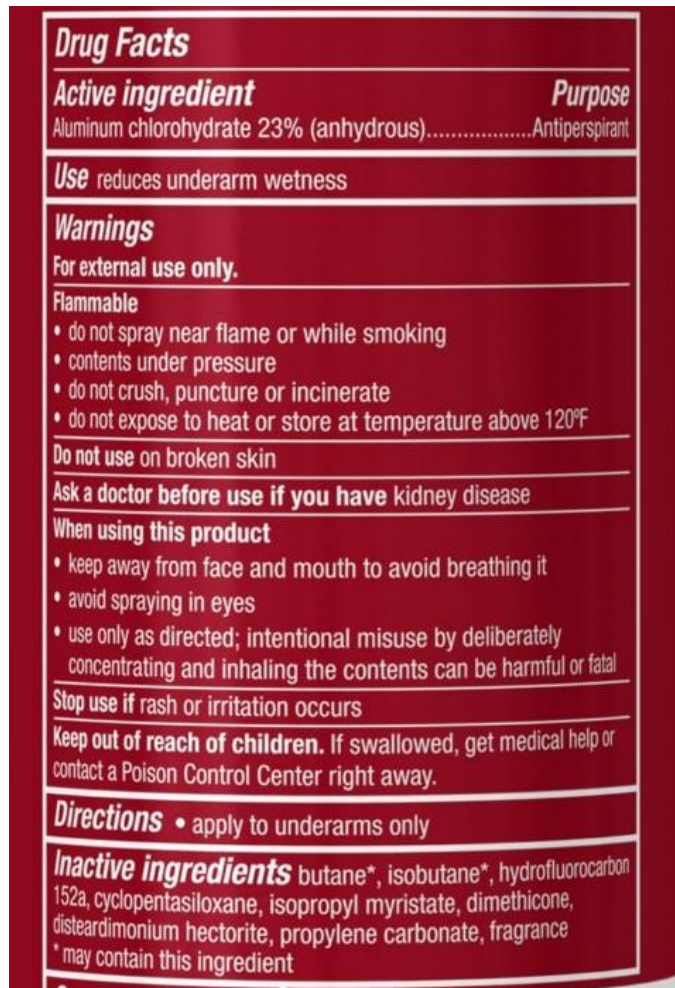 Drug Facts
Active ingredient Purpose
Aluminum chlorohydrate 23% (anhydrous)..................Antiperspirant
Use reduces underarm wetness
Warnings
For external use only.
Flammable
• do not spray near flame or while smoking
• contents under pressure
• do not crush, puncture or incinerate
• do not expose to heat or store at temperature above 120ºF
Do not use on broken skin
Ask a doctor before use if you have kidney disease
When using this product
• keep away from face and mouth to avoid breathing it
• avoid spraying in eyes
• use only as directed; intentional misuse by deliberately
concentrating and inhaling the contents can be harmful or fatal
Stop use if rash or irritation occurs
Keep out of reach of children. If swallowed, get medical help or
contact a Poison Control Center right away.
Directions • apply to underarms only
Inactive ingredients butane*, isobutane*, hydrofluorocarbon
152a, cyclopentasiloxane, isopropyl myristate, dimethicone,
disteardimonium hectorite, propylene carbonate, fragrance
*may contain this ingredient